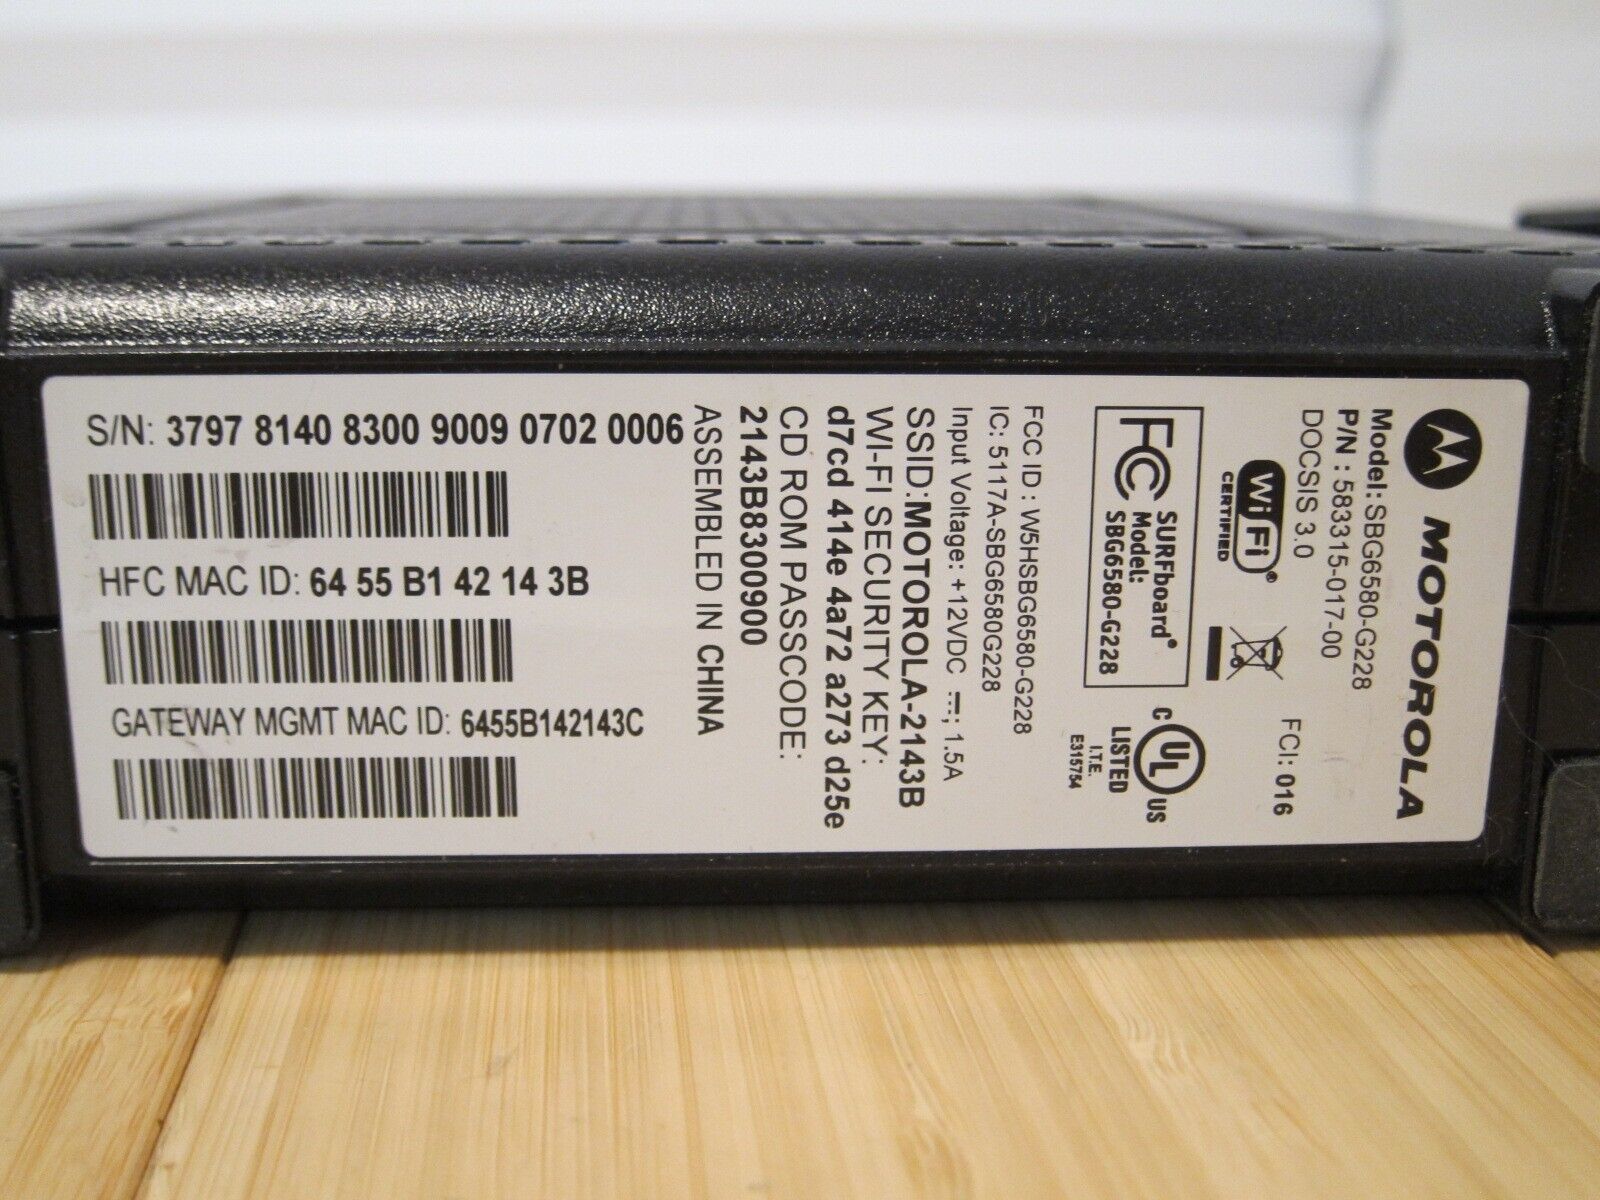 MOTOROLA
Model: SBG6580-G228
P/N : 583315-017-00
DOCSIS 3.0
FCI: 016
WiFi®
CERTIFIED
FC
SURFboard®
Model:
SBG6580-G228
C UL US
LISTED
I.T.E.
E315754
FCC ID : W5HSBG6580-G228
IC: 5117A-SBG6580G228
Input Voltage: +12VDC ⎓; 1.5A
SSID:MOTOROLA-2143B
WI-FI SECURITY KEY:
d7cd 414e 4a72 a273 d25e
CD ROM PASSCODE:
2143B8300900
ASSEMBLED IN CHINA
S/N: 3797 8140 8300 9009 0702 0006
HFC MAC ID: 64 55 B1 42 14 3B
GATEWAY MGMT MAC ID: 6455B142143C